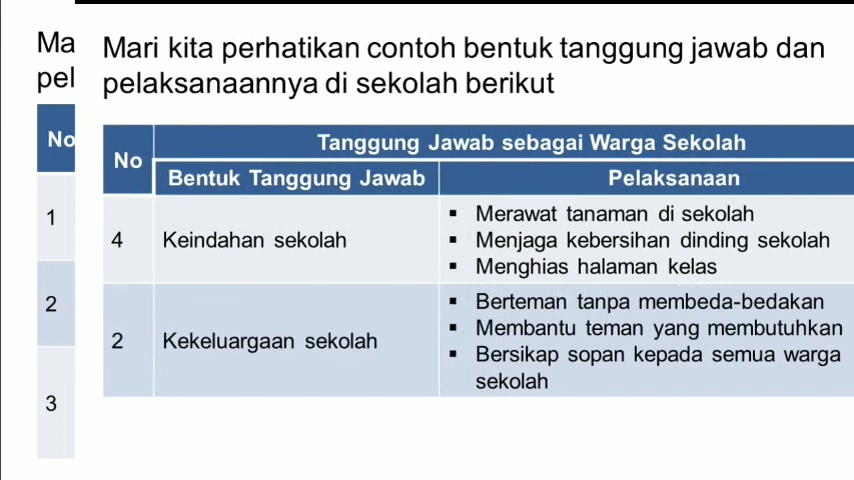 Ma
pel
No
1
2
3
Mari kita perhatikan contoh bentuk tanggung jawab dan
pelaksanaannya di sekolah berikut
No
Tanggung Jawab sebagai Warga Sekolah
Bentuk Tanggung Jawab
Pelaksanaan
4
Keindahan sekolah
▪ Merawat tanaman di sekolah
▪ Menjaga kebersihan dinding sekolah
▪ Menghias halaman kelas
2
Kekeluargaan sekolah
▪ Berteman tanpa membeda-bedakan
▪ Membantu teman yang membutuhkan
▪ Bersikap sopan kepada semua warga
sekolah